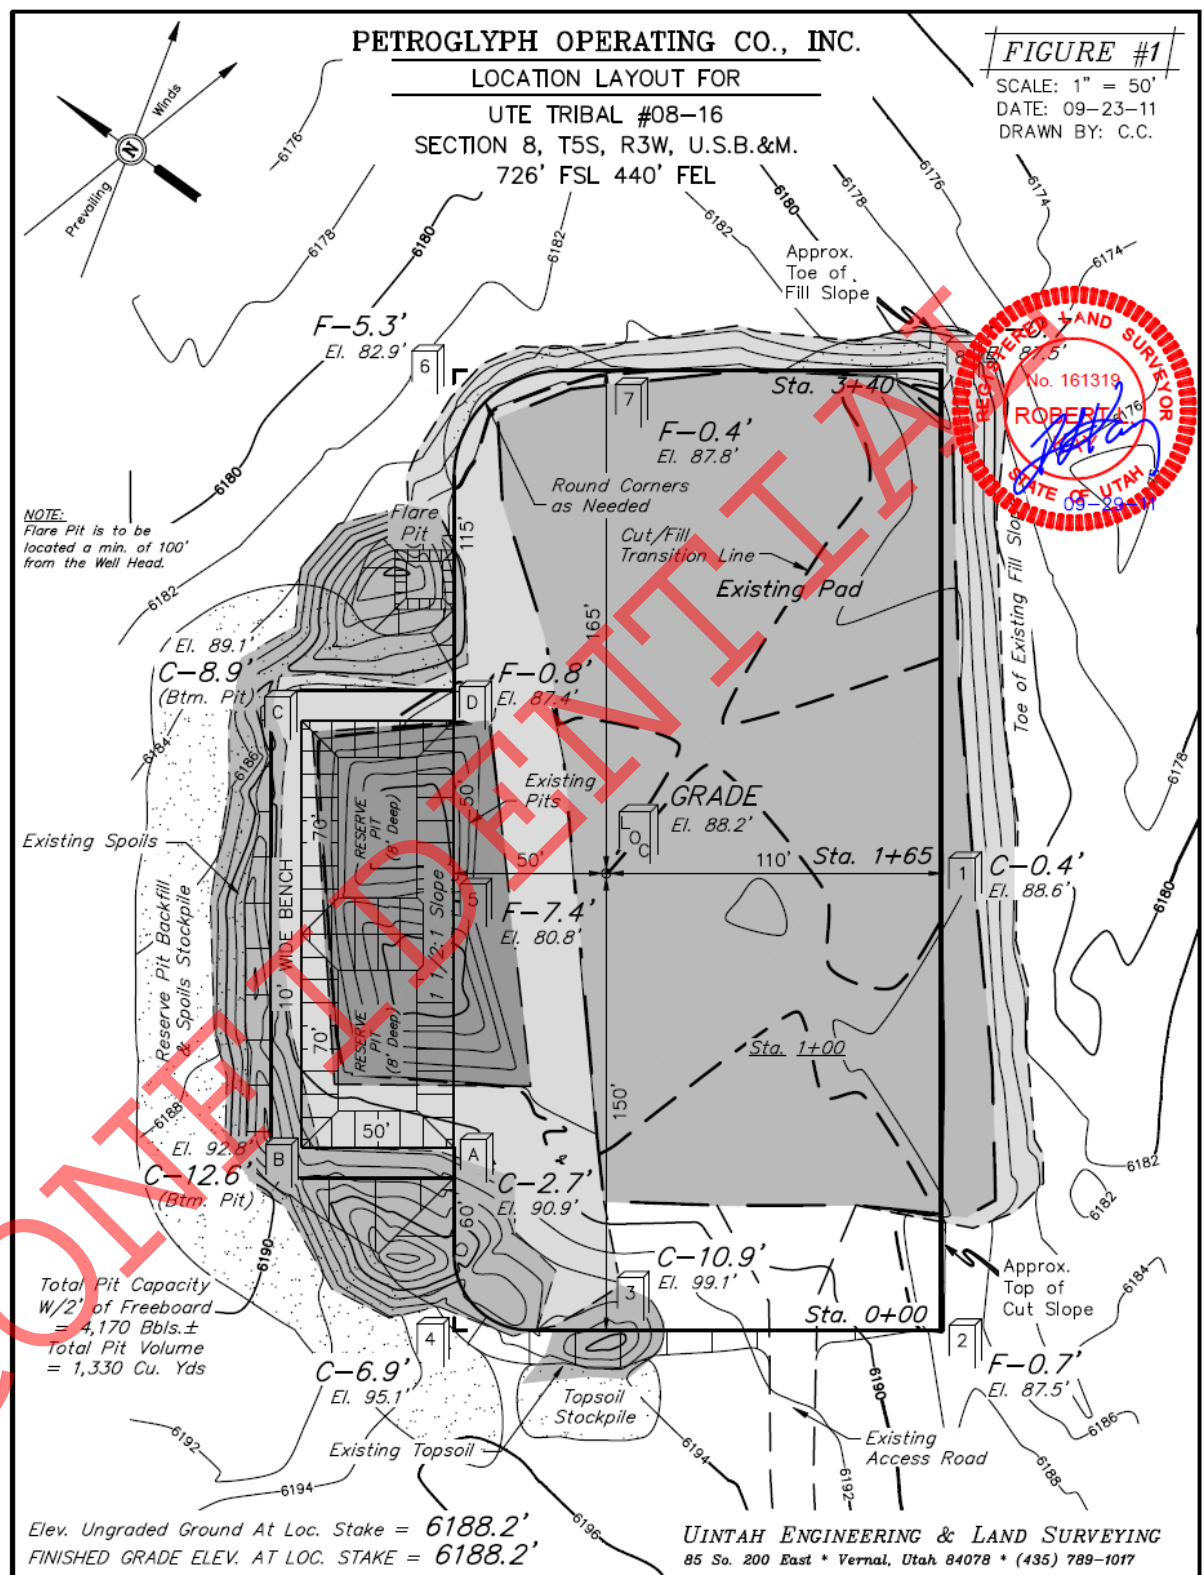 PETROGLYPH OPERATING CO., INC.
LOCATION LAYOUT FOR
UTE TRIBAL #08-16
SECTION 8, T5S, R3W, U.S.B.&M.
726' FSL 440' FEL
FIGURE #1
SCALE: 1" = 50'
DATE: 09-23-11
DRAWN BY: C.C.
N
Winds
Prevailing
6176
6178
6180
6182
6182
6180
6178
6176
6174
6174
Approx.
Toe of
Fill Slope
REGISTERED LAND SURVEYOR
No. 161319
ROBERT L.
STATE OF UTAH
09-29-11
6176
F-5.3'
El. 82.9'
6
7
8
El. 87.5'
Sta. 3+40
F-0.4'
El. 87.8'
Round Corners
as Needed
Cut/Fill
Transition Line
Existing Pad
6180
NOTE:
Flare Pit is to be
located a min. of 100'
from the Well Head.
Flare
Pit
115'
165'
6182
El. 89.1'
C-8.9'
(Btm. Pit)
C
D
F-0.8'
El. 87.4'
Toe of Existing Fill Slope
6184
6186
6178
Existing Spoils
70'
RESERVE
PIT
(8' Deep)
50'
Existing
Pits
GRADE
El. 88.2'
LOC
50'
110'
Sta. 1+65
1
C-0.4'
El. 88.6'
5
F-7.4'
El. 80.8'
10' WIDE BENCH
1 1/2:1 Slope
Reserve Pit Backfill
& Spoils Stockpile
6180
70'
RESERVE
PIT
(8' Deep)
Sta. 1+00
150'
6188
50'
El. 92.8'
B
C-12.6'
(Btm. Pit)
A
C-2.7'
El. 90.9'
60'
6182
6182
6190
C-10.9'
El. 99.1'
3
Approx.
Top of
Cut Slope
6184
Total Pit Capacity
W/2' of Freeboard
= 4,170 Bbls.±
Total Pit Volume
= 1,330 Cu. Yds
4
Sta. 0+00
2
C-6.9'
El. 95.1'
F-0.7'
El. 87.5'
Topsoil
Stockpile
6190
6186
Existing Topsoil
Existing
Access Road
6192
6194
6194
6192
6188
6196
Elev. Ungraded Ground At Loc. Stake = 6188.2'
FINISHED GRADE ELEV. AT LOC. STAKE = 6188.2'
UINTAH ENGINEERING & LAND SURVEYING
85 So. 200 East * Vernal, Utah 84078 * (435) 789-1017
CONFIDENTIAL